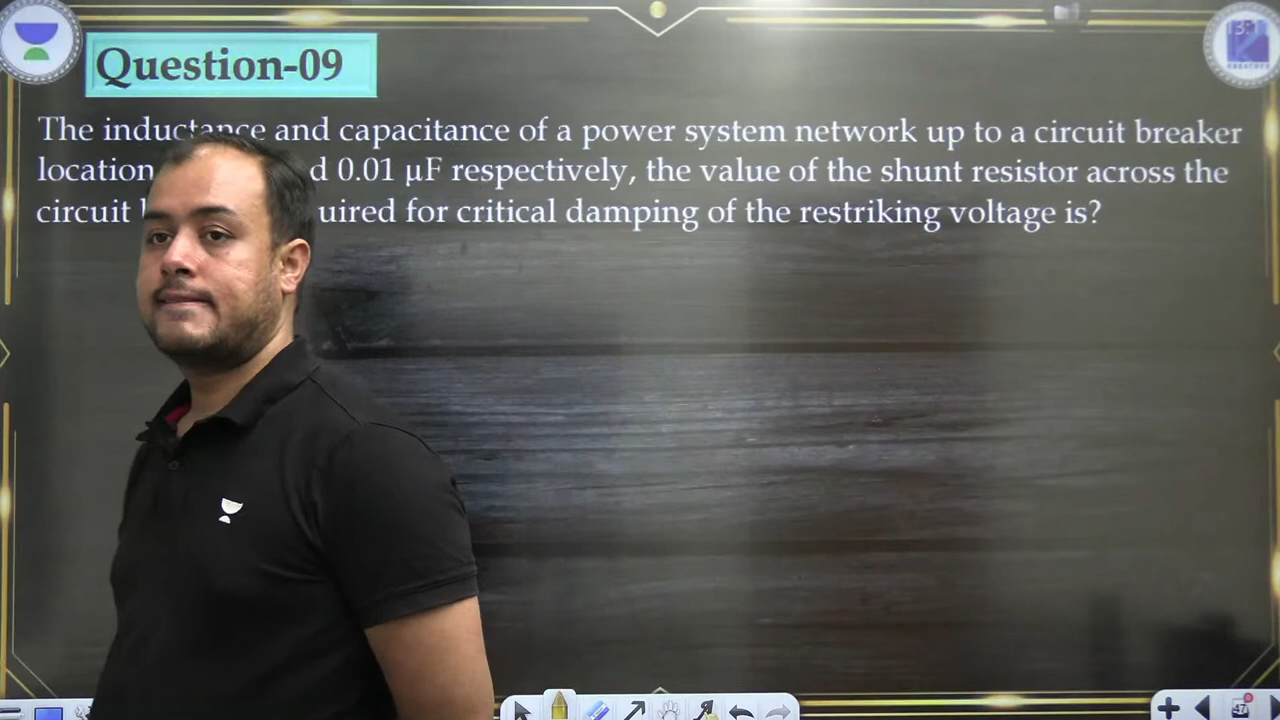 Question-09
The inductance and capacitance of a power system network up to a circuit breaker
location d 0.01 µF respectively, the value of the shunt resistor across the
circuit uired for critical damping of the restriking voltage is?